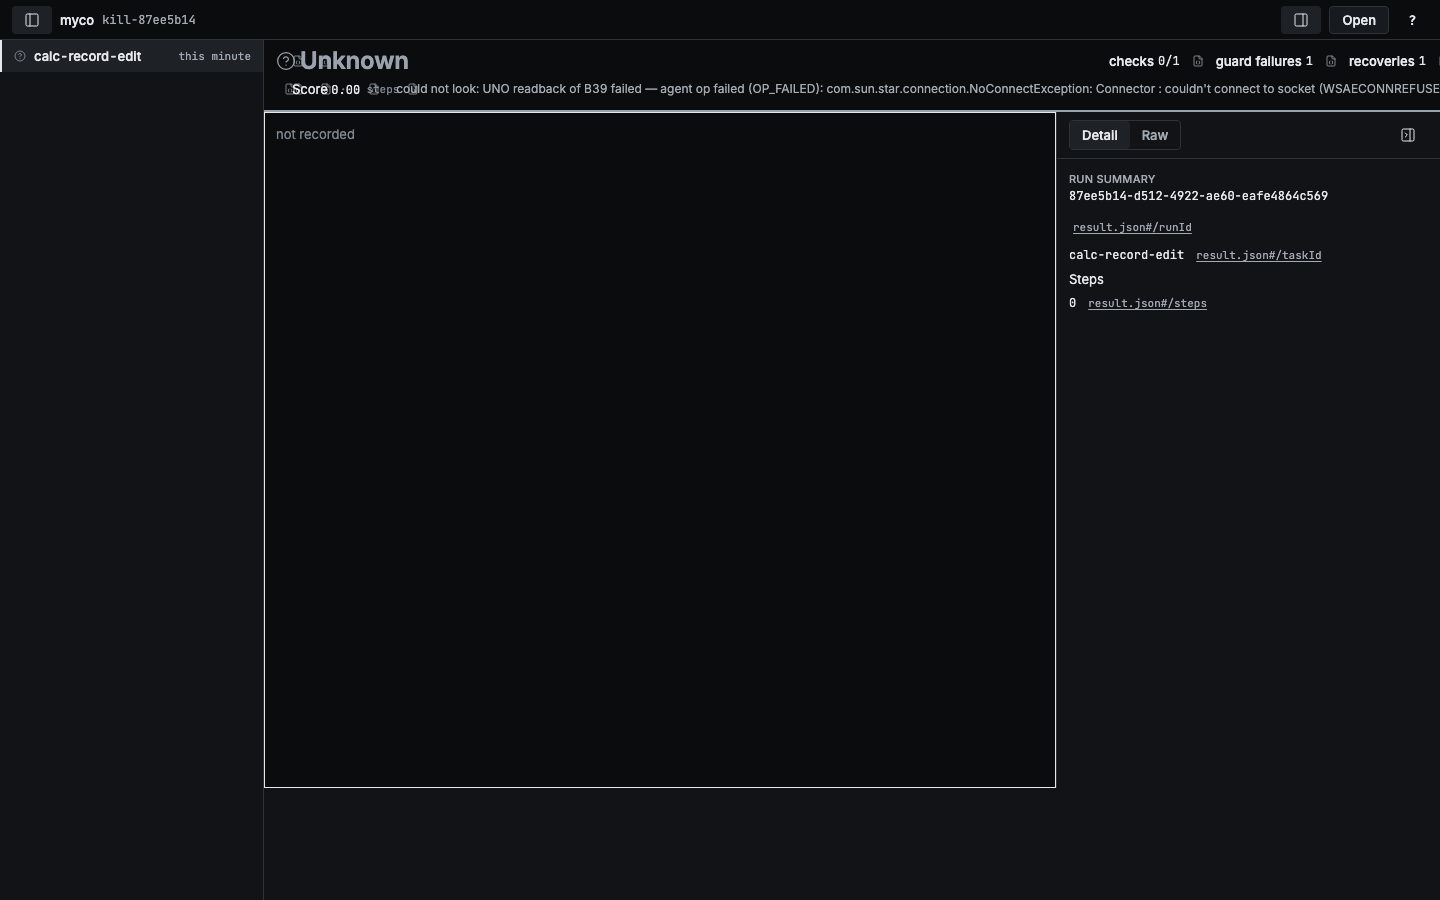 myco kill-87ee5b14
Open ?
calc-record-edit this minute
Unknown
checks 0/1 guard failures 1 recoveries 1
Score 0.00 steps could not look: UNO readback of B39 failed — agent op failed (OP_FAILED): com.sun.star.connection.NoConnectException: Connector : couldn't connect to socket (WSAECONNREFUSE
not recorded
Detail Raw
RUN SUMMARY
87ee5b14-d512-4922-ae60-eafe4864c569
result.json#/runId
calc-record-edit result.json#/taskId
Steps
0 result.json#/steps